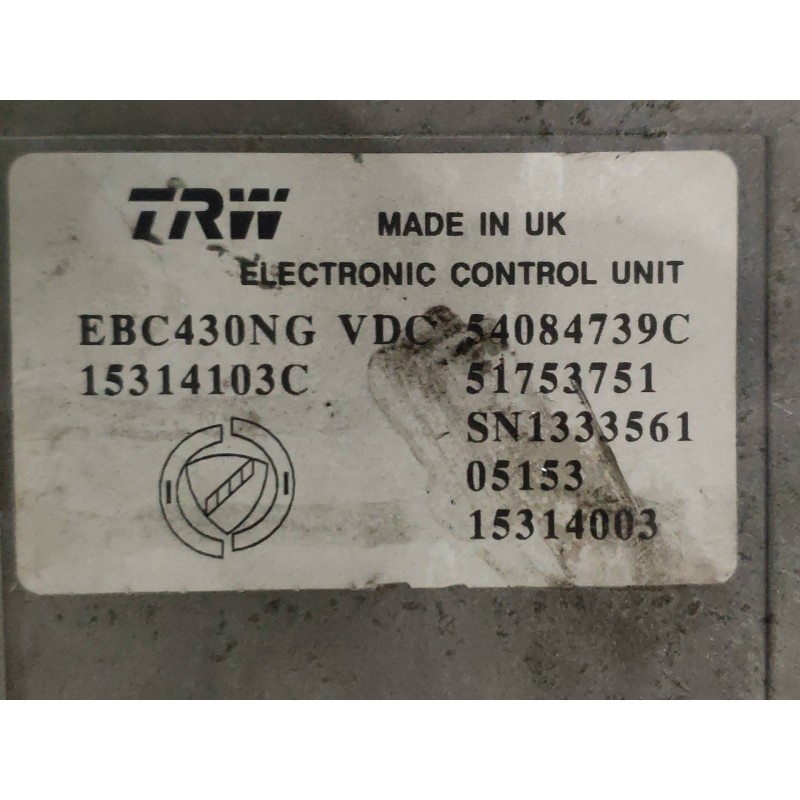 TRW MADE IN UK
ELECTRONIC CONTROL UNIT
EBC430NG VDC 54084739C
15314103C 51753751
SN1333561
05153
15314003